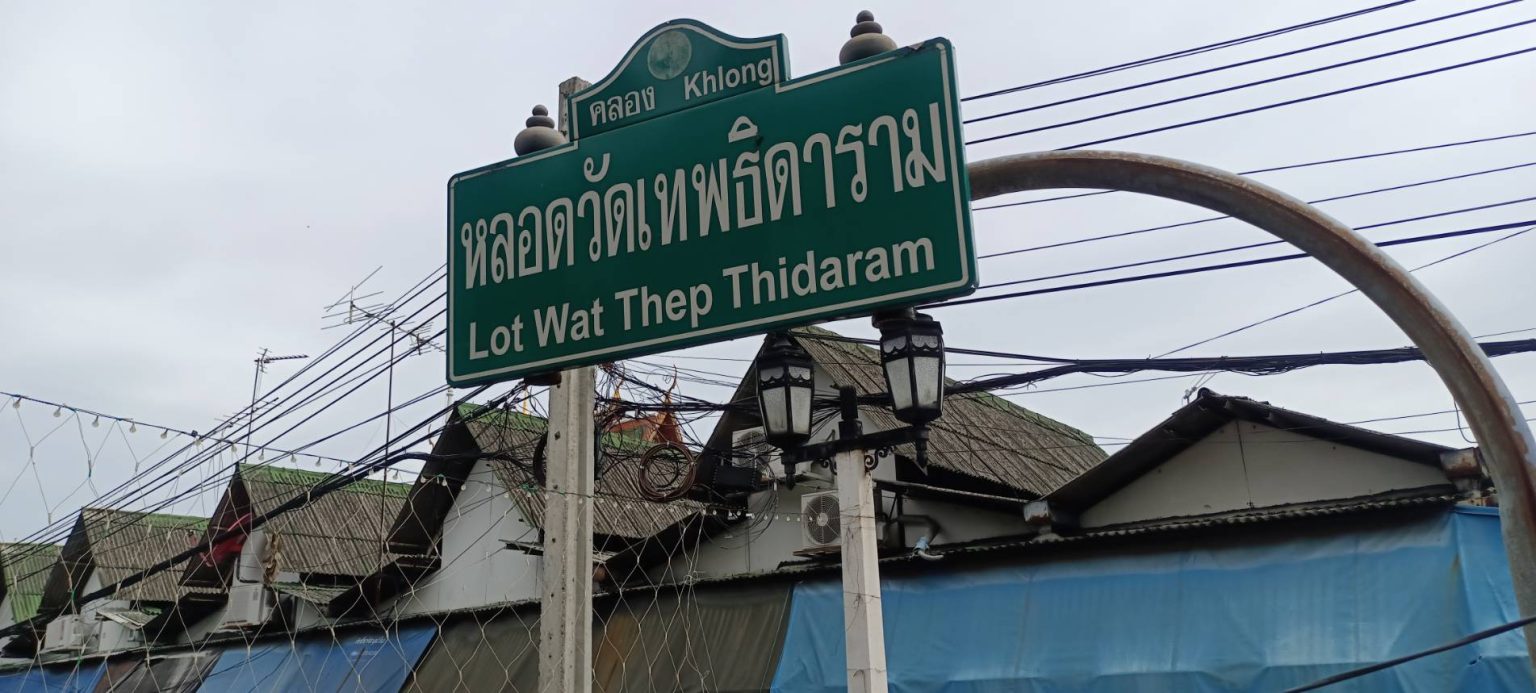 คลอง Khlong
หลอดวัดเทพธิดาราม
Lot Wat Thep Thidaram